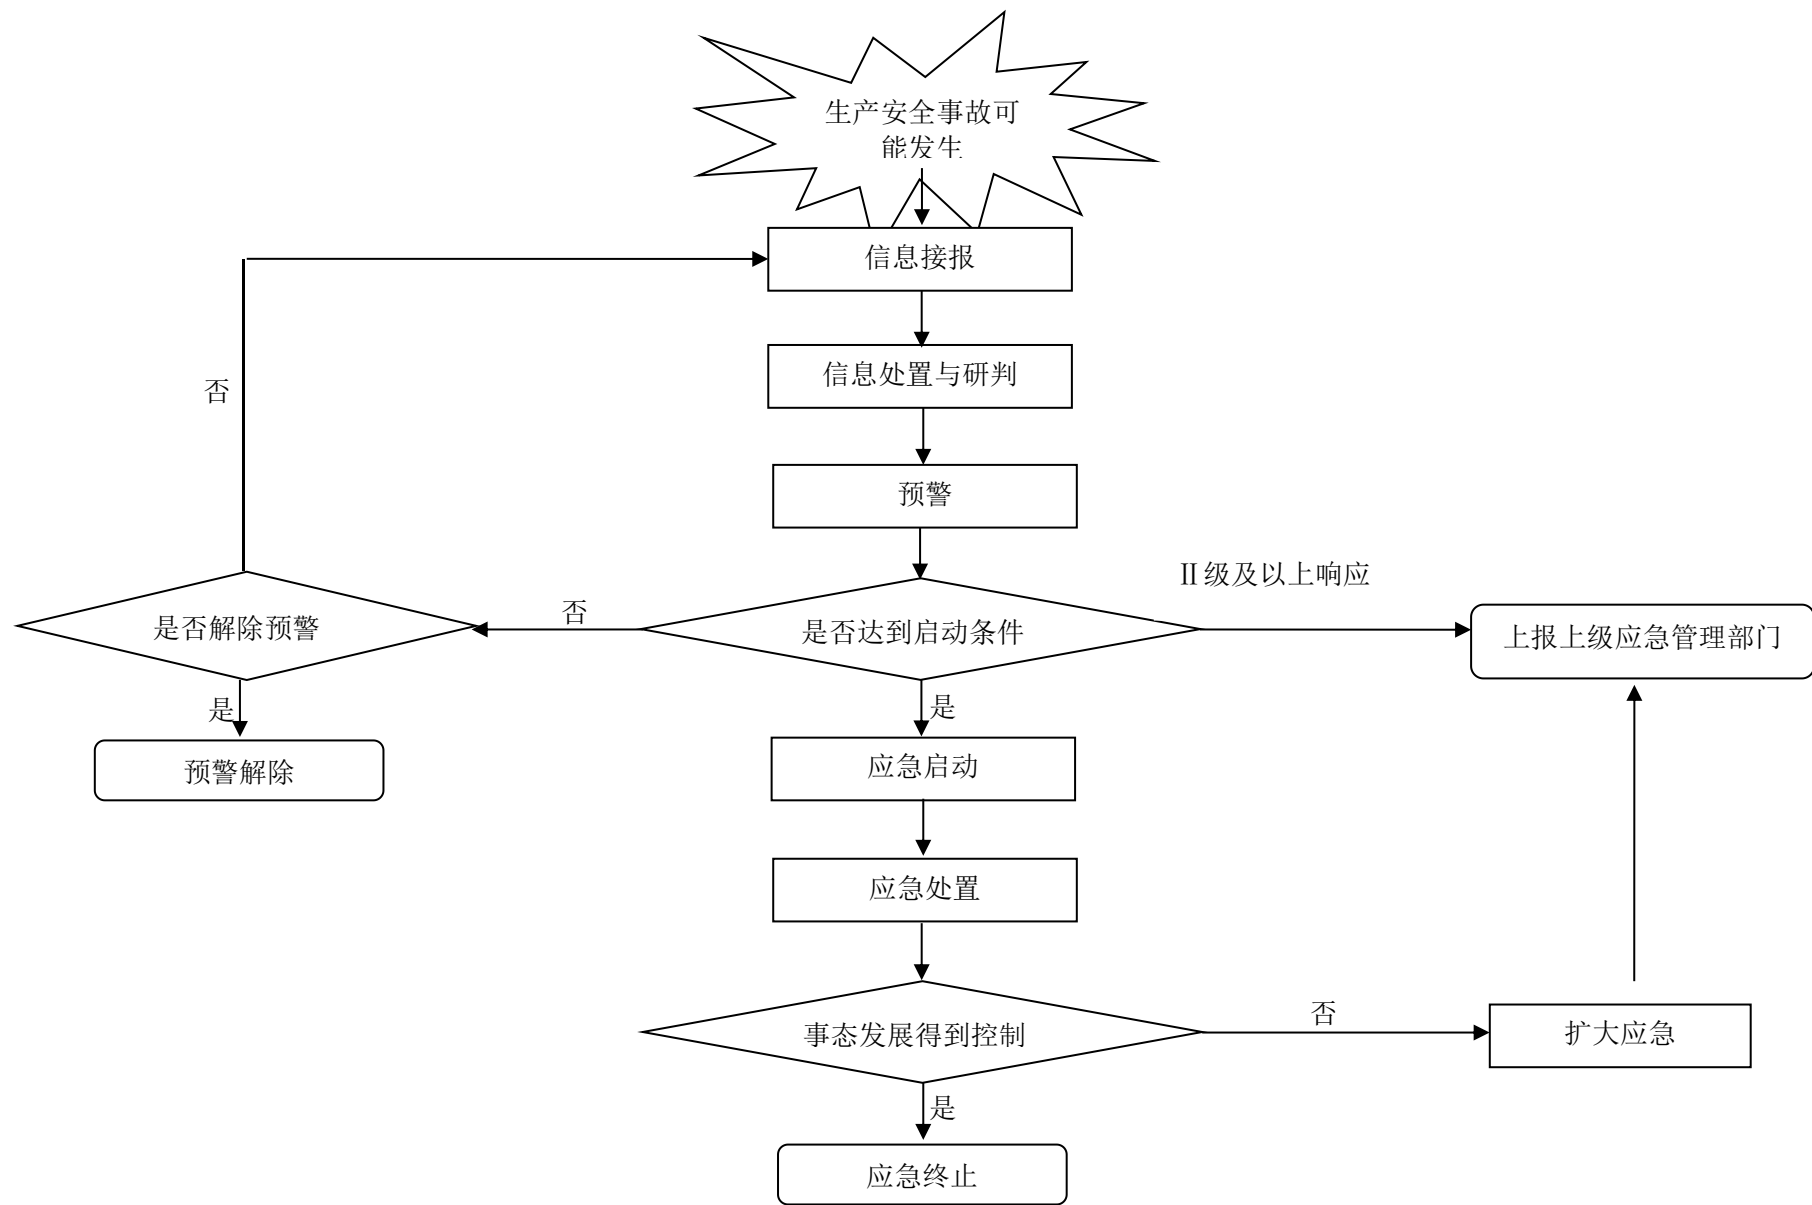 生产安全事故可
能发生
信息接报
否
信息处置与研判
预警
Ⅱ级及以上响应
是否解除预警
否
是否达到启动条件
上报上级应急管理部门
是
是
预警解除
应急启动
应急处置
事态发展得到控制
否
扩大应急
是
应急终止